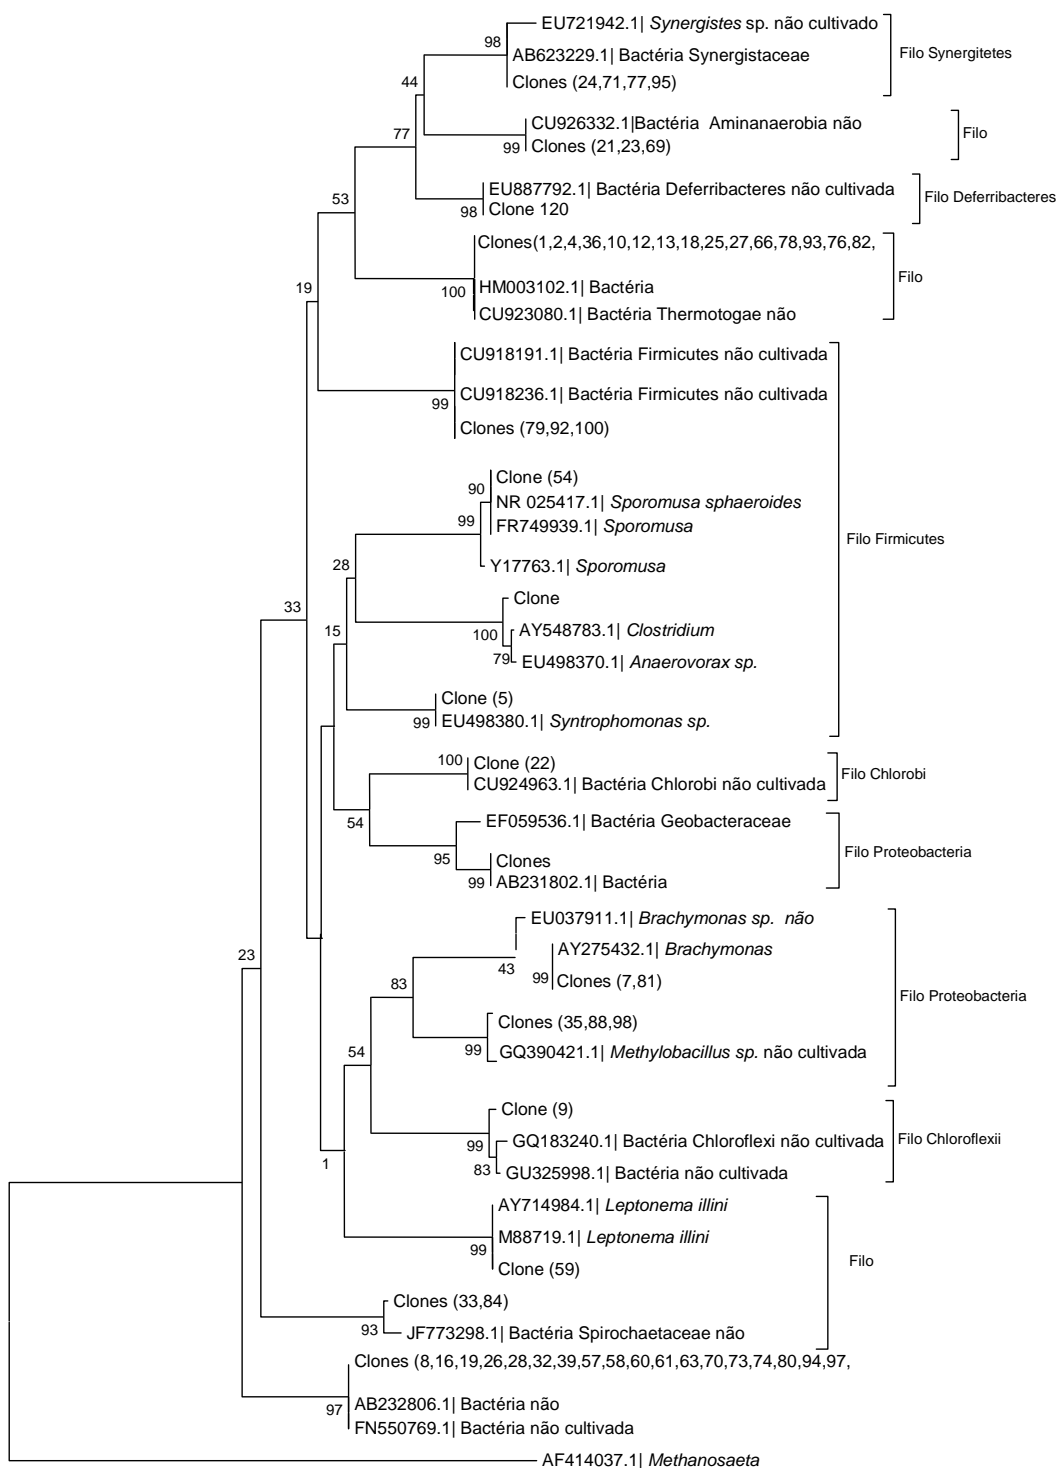 EU721942.1| Synergistes sp. não cultivado
98
AB623229.1| Bactéria Synergistaceae
Filo Synergitetes
Clones (24,71,77,95)
44
CU926332.1|Bactéria Aminanaerobia não
77
Filo
99
Clones (21,23,69)
EU887792.1| Bactéria Deferribacteres não cultivada
Filo Deferribacteres
53
98
Clone 120
Clones(1,2,4,36,10,12,13,18,25,27,66,78,93,76,82,
Filo
19
100
HM003102.1| Bactéria
CU923080.1| Bactéria Thermotogae não
CU918191.1| Bactéria Firmicutes não cultivada
CU918236.1| Bactéria Firmicutes não cultivada
99
Clones (79,92,100)
Clone (54)
90
NR 025417.1| Sporomusa sphaeroides
99
FR749939.1| Sporomusa
Filo Firmicutes
28
Y17763.1| Sporomusa
Clone
33
15
100
AY548783.1| Clostridium
79
EU498370.1| Anaerovorax sp.
Clone (5)
99
EU498380.1| Syntrophomonas sp.
100
Clone (22)
Filo Chlorobi
CU924963.1| Bactéria Chlorobi não cultivada
54
EF059536.1| Bactéria Geobacteraceae
Filo Proteobacteria
95
Clones
99
AB231802.1| Bactéria
EU037911.1| Brachymonas sp. não
23
AY275432.1| Brachymonas
43
83
99
Clones (7,81)
Filo Proteobacteria
Clones (35,88,98)
54
99
GQ390421.1| Methylobacillus sp. não cultivada
Clone (9)
99
GQ183240.1| Bactéria Chloroflexi não cultivada
Filo Chloroflexii
1
83
GU325998.1| Bactéria não cultivada
AY714984.1| Leptonema illini
M88719.1| Leptonema illini
99
Filo
Clone (59)
Clones (33,84)
93
JF773298.1| Bactéria Spirochaetaceae não
Clones (8,16,19,26,28,32,39,57,58,60,61,63,70,73,74,80,94,97,
97
AB232806.1| Bactéria não
FN550769.1| Bactéria não cultivada
AF414037.1| Methanosaeta